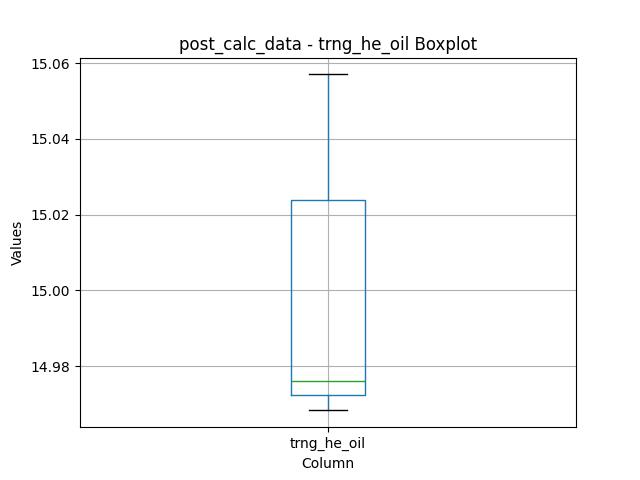 post_calc_data - trng_he_oil Boxplot
15.06
15.04
15.02
15.00
14.98
Values
trng_he_oil
Column